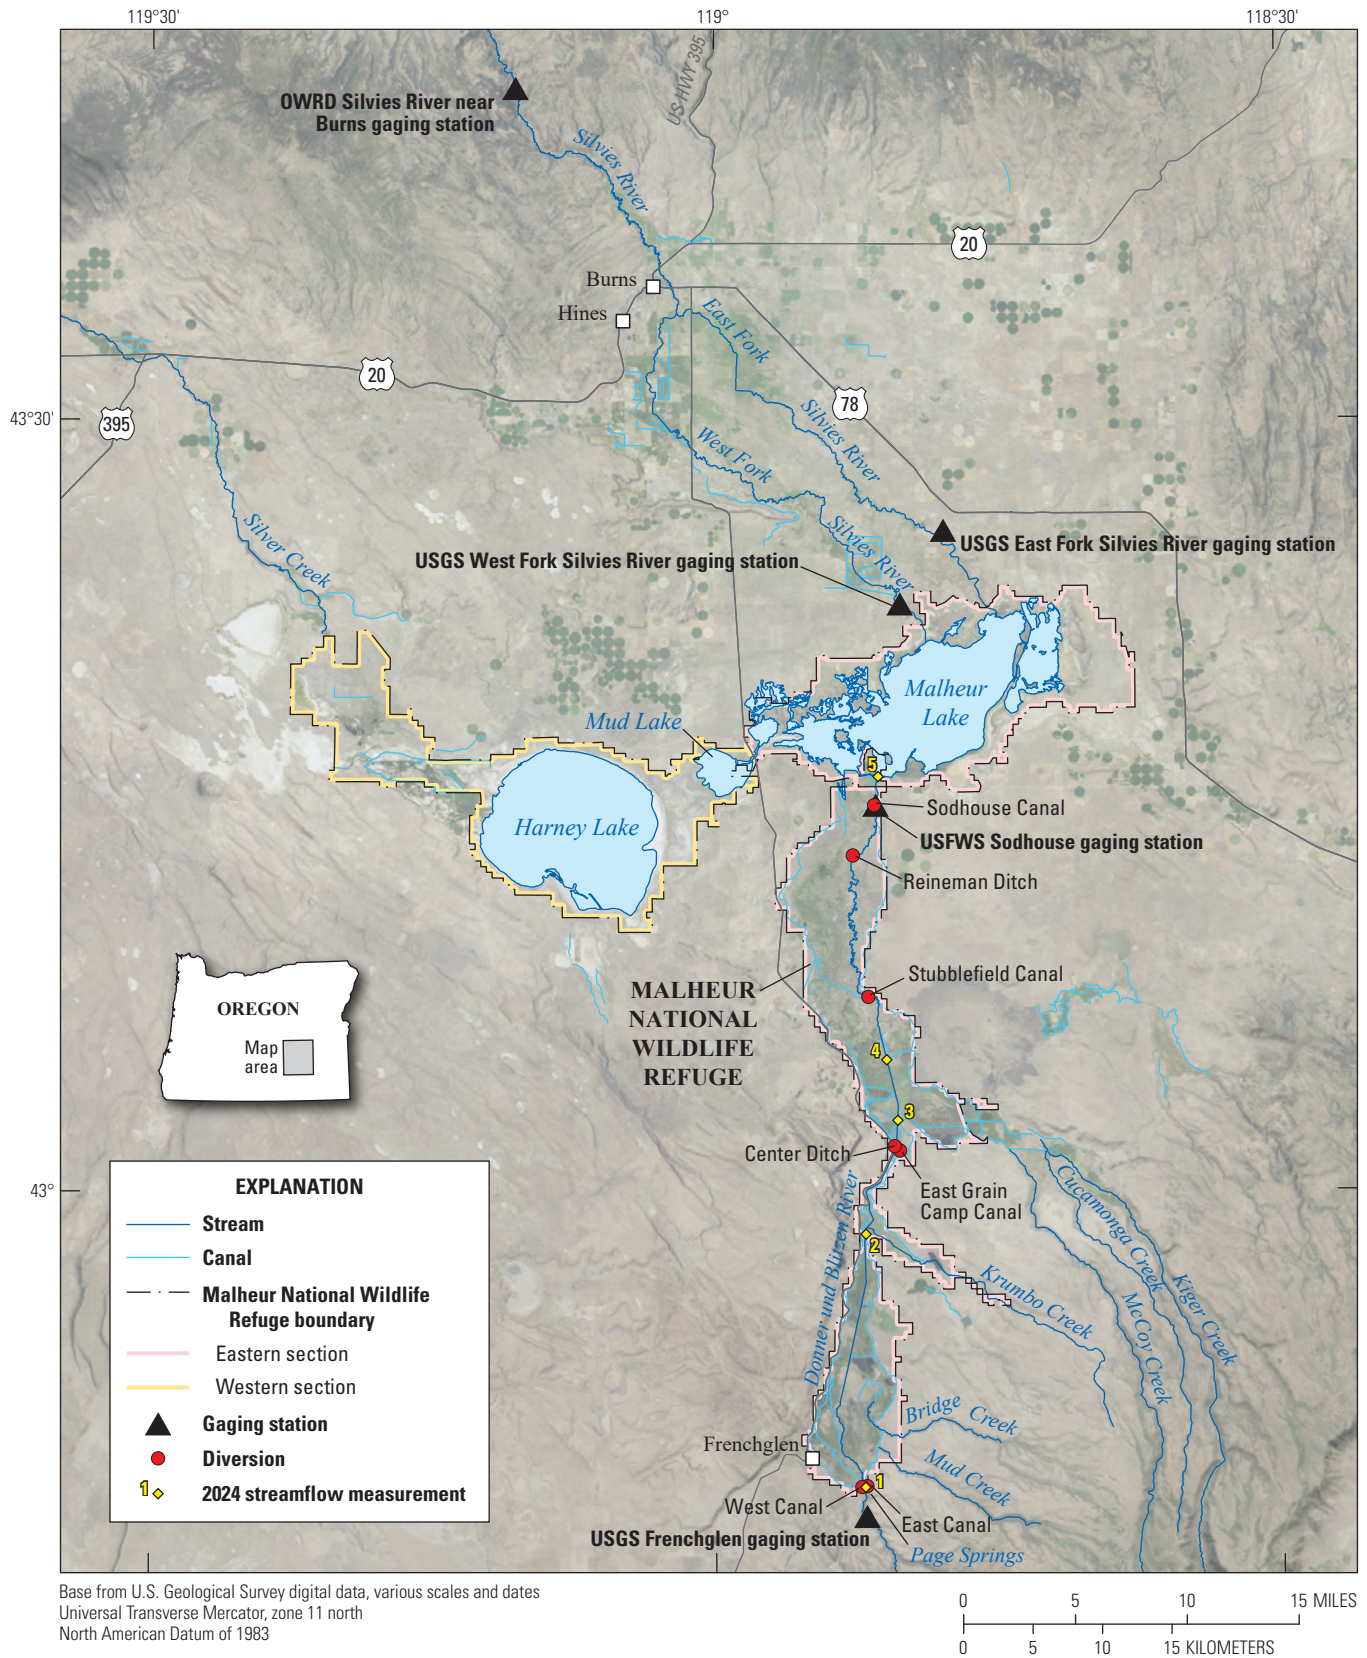 119°30'
119°
118°30'
US HWY 395
OWRD Silvies River near
Burns gaging station
Silvies River
20
Burns
Hines
East Fork
Silvies River
20
78
43°30'
395
West Fork
Silvies River
Silver Creek
USGS West Fork Silvies River gaging station
USGS East Fork Silvies River gaging station
Malheur
Lake
Mud Lake
5
Sodhouse Canal
Harney Lake
USFWS Sodhouse gaging station
Reineman Ditch
Stubblefield Canal
MALHEUR
NATIONAL
WILDLIFE
REFUGE
OREGON
Map
area
4
3
Center Ditch
East Grain
Camp Canal
43°
Donner und Blitzen River
2
Cucamonga Creek
Kiger Creek
McCoy Creek
Krumbo Creek
Bridge Creek
Frenchglen
Mud Creek
1
West Canal
East Canal
USGS Frenchglen gaging station
Page Springs
EXPLANATION
Stream
Canal
Malheur National Wildlife
Refuge boundary
Eastern section
Western section
Gaging station
Diversion
1 2024 streamflow measurement
Base from U.S. Geological Survey digital data, various scales and dates
Universal Transverse Mercator, zone 11 north
North American Datum of 1983
0 5 10 15 MILES
0 5 10 15 KILOMETERS